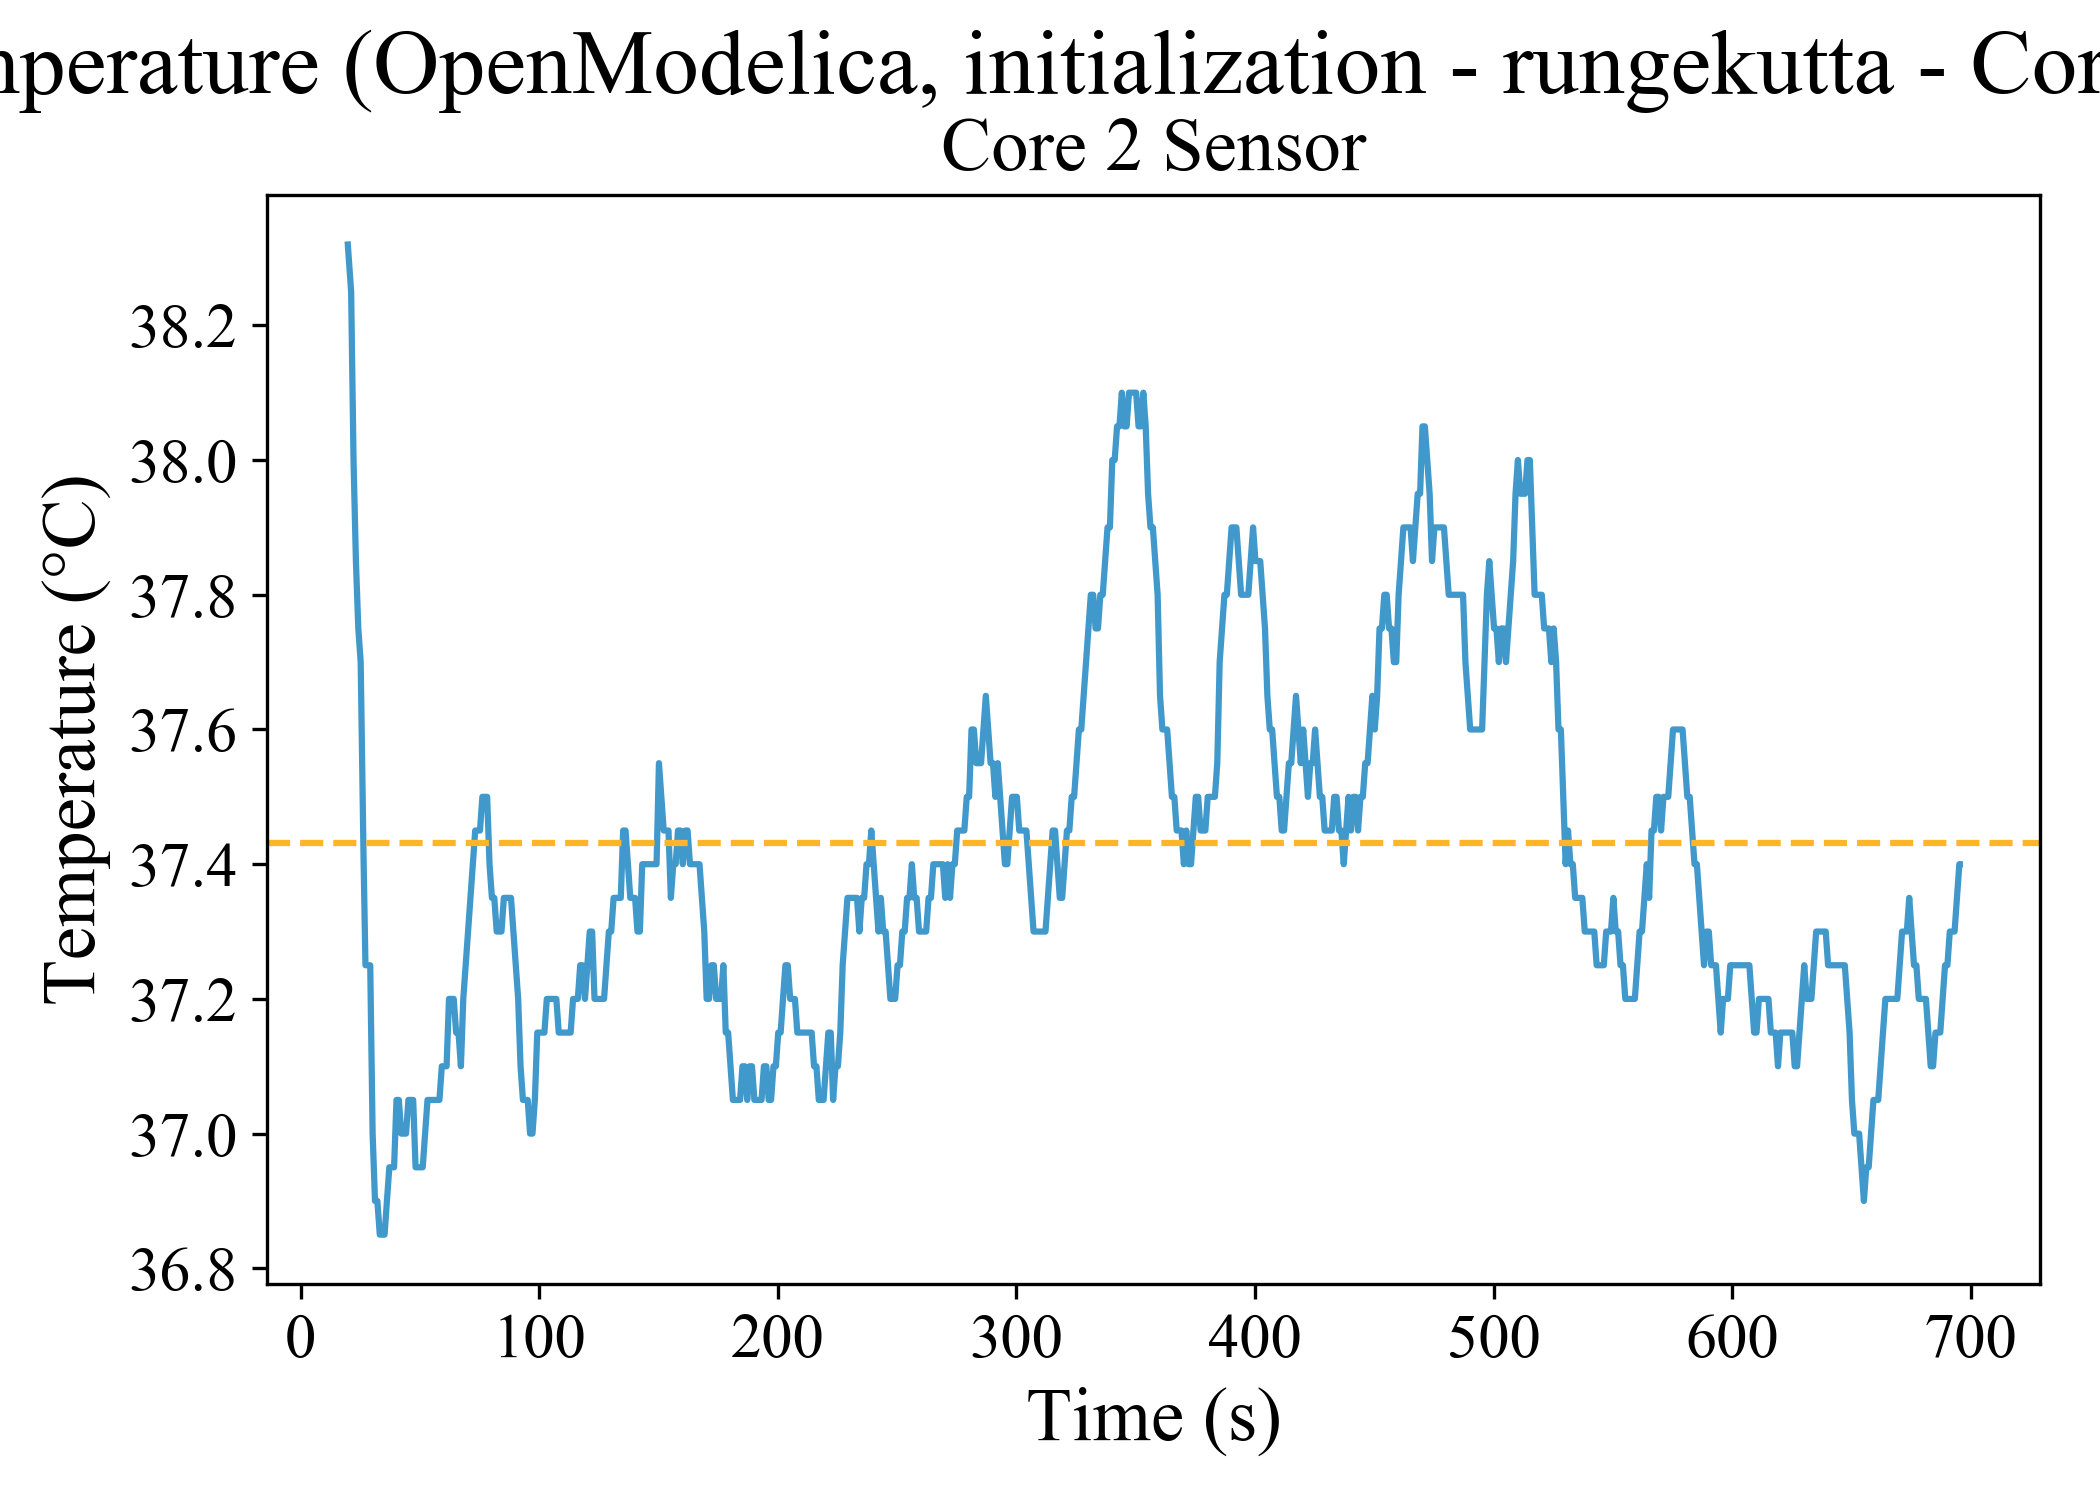 mperature (OpenModelica, initialization - rungekutta - Cor
Core 2 Sensor
Temperature (°C)
38.2
38.0
37.8
37.6
37.4
37.2
37.0
36.8
0 100 200 300 400 500 600 700
Time (s)